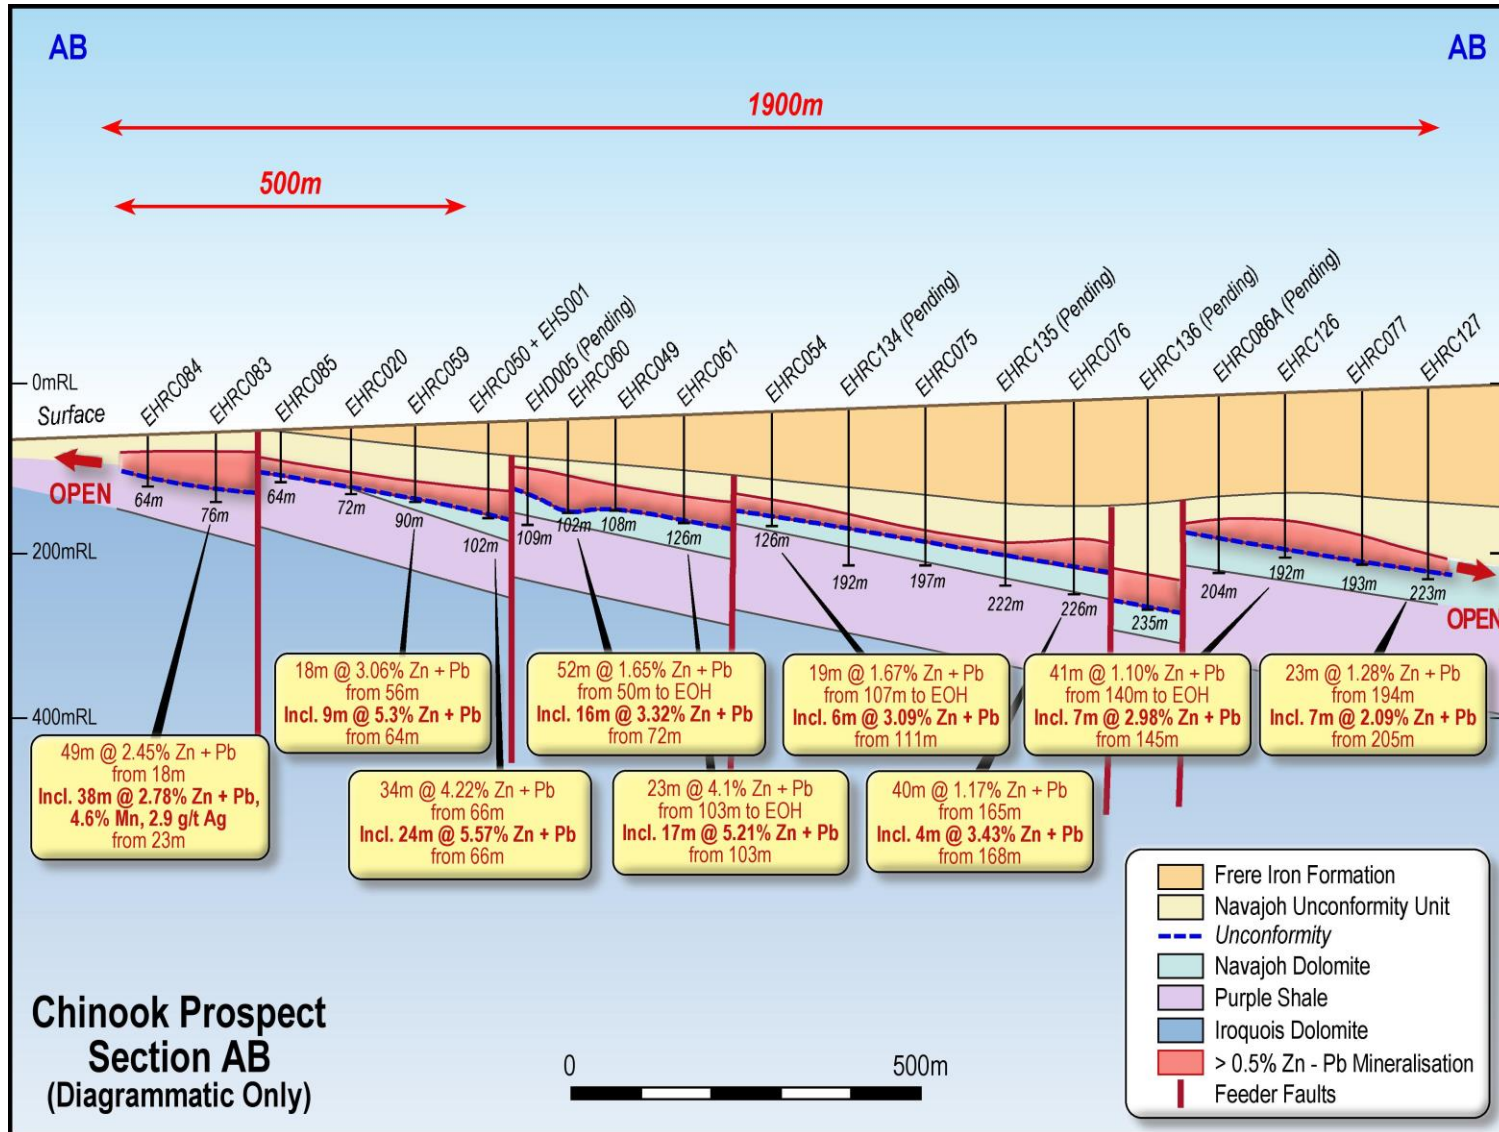 AB
AB
1900m
500m
EHRC084
EHRC083
EHRC085
EHRC020
EHRC059
EHRC050 + EHS001
EHD005 (Pending)
EHRC060
EHRC049
EHRC061
EHRC054
EHRC134 (Pending)
EHRC075
EHRC135 (Pending)
EHRC076
EHRC136 (Pending)
EHRC086A (Pending)
EHRC126
EHRC077
EHRC127
0mRL
Surface
OPEN
64m
76m
64m
72m
90m
102m
109m
102m
108m
126m
126m
192m
197m
222m
226m
235m
204m
192m
193m
223m
OPEN
200mRL
400mRL
49m @ 2.45% Zn + Pb
from 18m
Incl. 38m @ 2.78% Zn + Pb,
4.6% Mn, 2.9 g/t Ag
from 23m
18m @ 3.06% Zn + Pb
from 56m
Incl. 9m @ 5.3% Zn + Pb
from 64m
34m @ 4.22% Zn + Pb
from 66m
Incl. 24m @ 5.57% Zn + Pb
from 66m
52m @ 1.65% Zn + Pb
from 50m to EOH
Incl. 16m @ 3.32% Zn + Pb
from 72m
23m @ 4.1% Zn + Pb
from 103m to EOH
Incl. 17m @ 5.21% Zn + Pb
from 103m
19m @ 1.67% Zn + Pb
from 107m to EOH
Incl. 6m @ 3.09% Zn + Pb
from 111m
40m @ 1.17% Zn + Pb
from 165m
Incl. 4m @ 3.43% Zn + Pb
from 168m
41m @ 1.10% Zn + Pb
from 140m to EOH
Incl. 7m @ 2.98% Zn + Pb
from 145m
23m @ 1.28% Zn + Pb
from 194m
Incl. 7m @ 2.09% Zn + Pb
from 205m
Frere Iron Formation
Navajoh Unconformity Unit
Unconformity
Navajoh Dolomite
Purple Shale
Iroquois Dolomite
> 0.5% Zn - Pb Mineralisation
Feeder Faults
Chinook Prospect
Section AB
(Diagrammatic Only)
0
500m